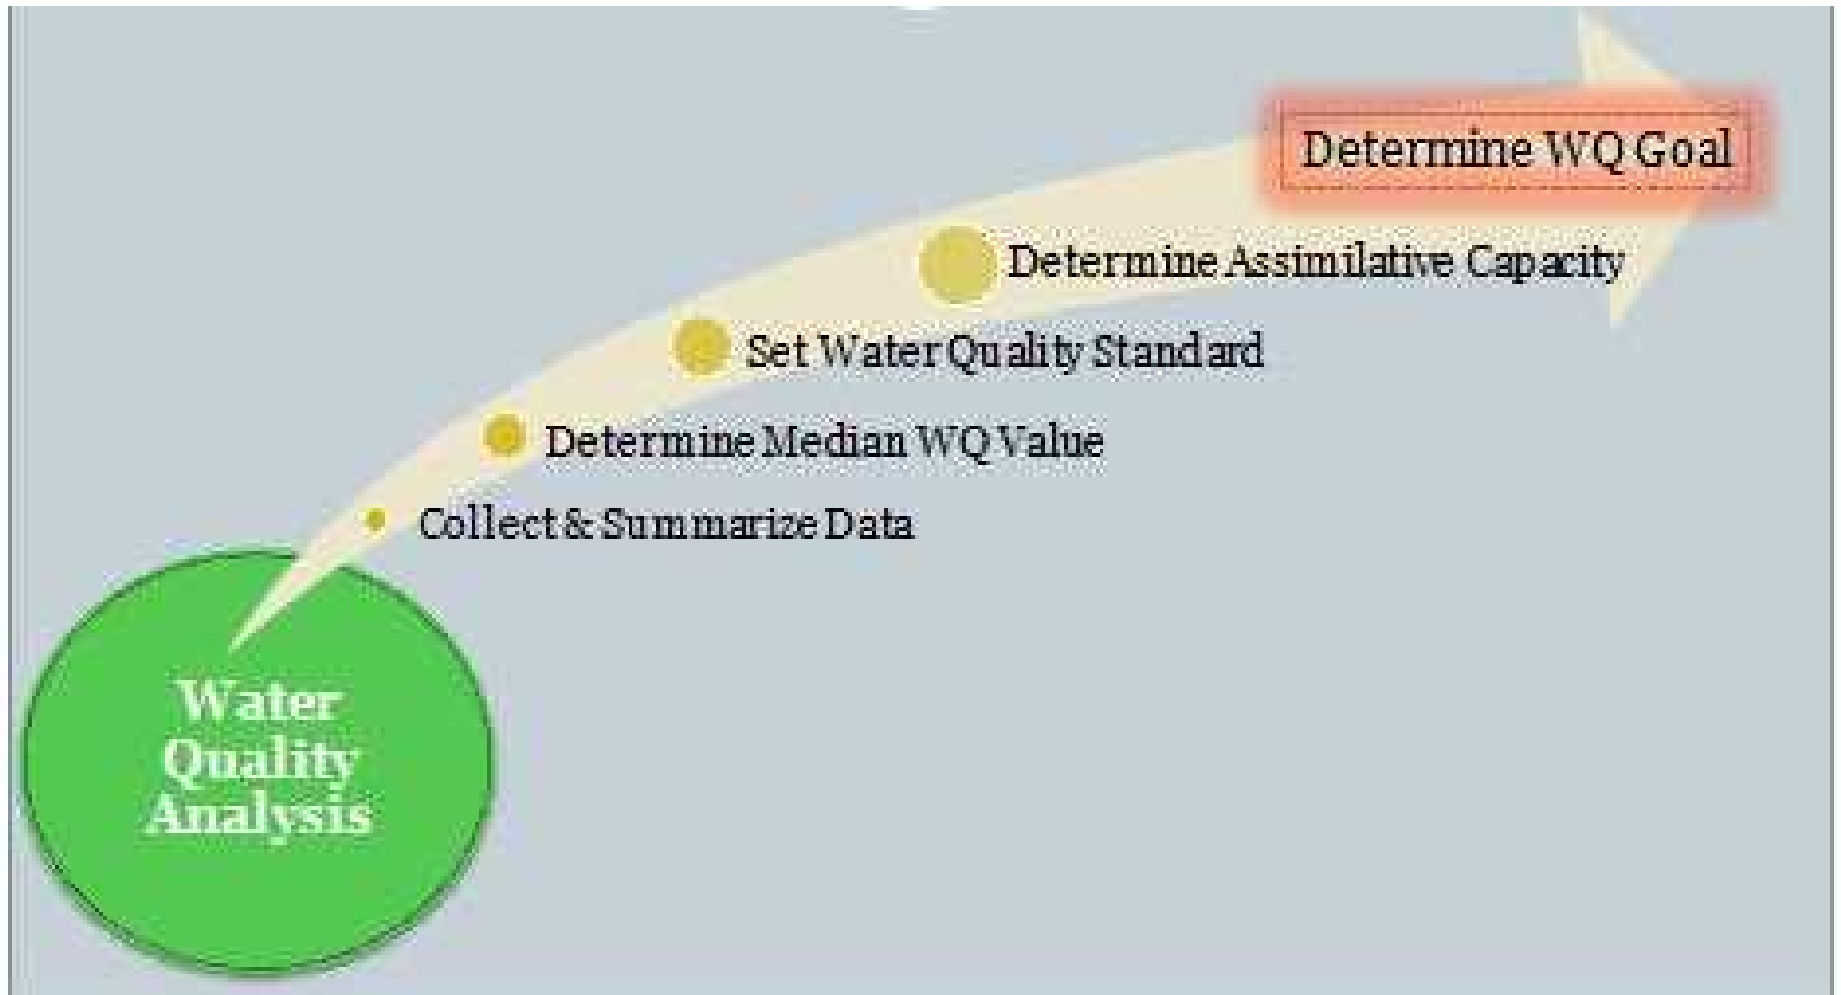 Determine WQ Goal
Determine Assimilative Capacity
Set Water Quality Standard
Determine Median WQ Value
Collect & Summarize Data
Water
Quality
Analysis